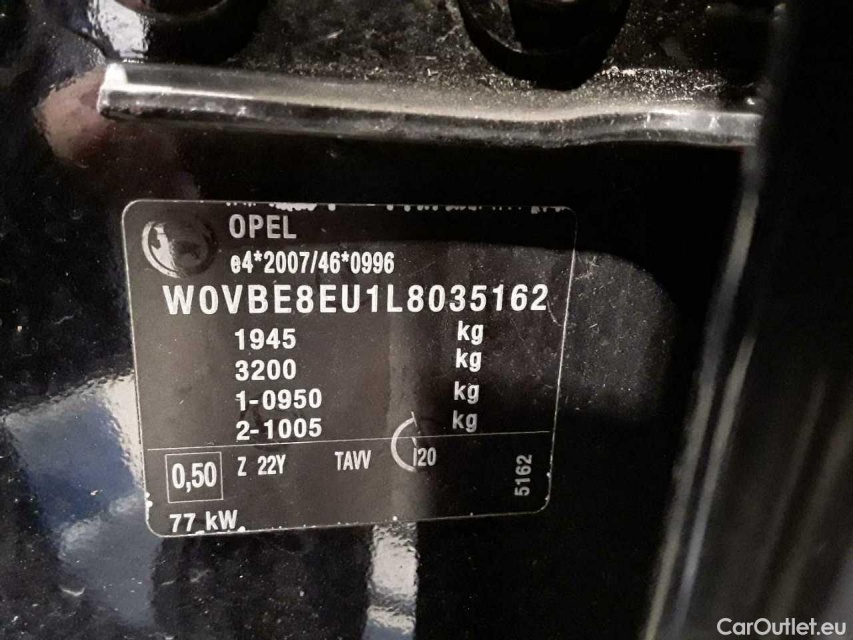 OPEL
e4*2007/46*0996
W0VBE8EU1L8035162
1945 kg
3200 kg
1-0950 kg
2-1005 kg
0,50 Z 22Y TAVV 120
5162
77 kW
CarOutlet.eu